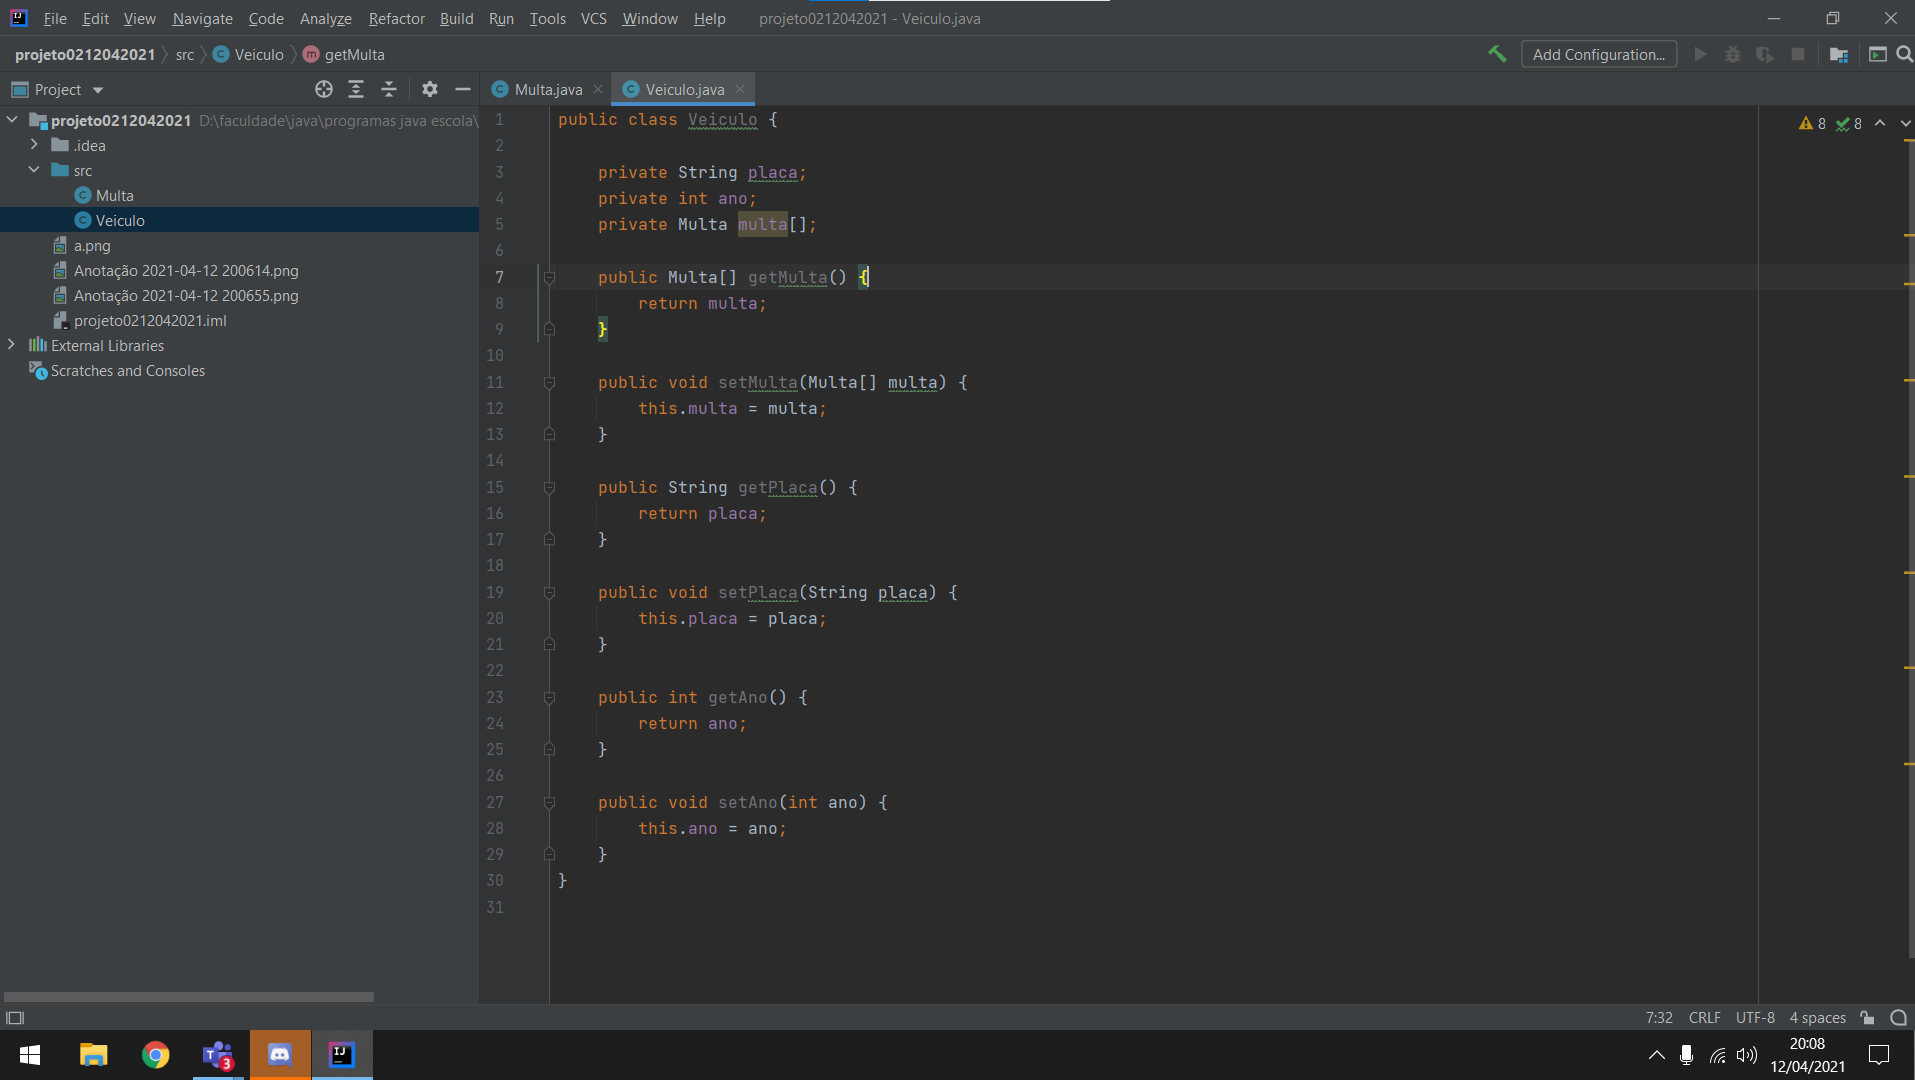 File Edit View Navigate Code Analyze Refactor Build Run Tools VCS Window Help projeto0212042021 - Veiculo.java
projeto0212042021 src Veiculo getMulta Add Configuration...
Project
Multa.java Veiculo.java
projeto0212042021 D:\faculdade\java\programas java escola\
.idea
src
Multa
Veiculo
a.png
Anotação 2021-04-12 200614.png
Anotação 2021-04-12 200655.png
projeto0212042021.iml
External Libraries
Scratches and Consoles
8 8
1 public class Veiculo {
2
3 private String placa;
4 private int ano;
5 private Multa multa[];
6
7 public Multa[] getMulta() {
8 return multa;
9 }
10
11 public void setMulta(Multa[] multa) {
12 this.multa = multa;
13 }
14
15 public String getPlaca() {
16 return placa;
17 }
18
19 public void setPlaca(String placa) {
20 this.placa = placa;
21 }
22
23 public int getAno() {
24 return ano;
25 }
26
27 public void setAno(int ano) {
28 this.ano = ano;
29 }
30 }
31
7:32 CRLF UTF-8 4 spaces
3
20:08
12/04/2021